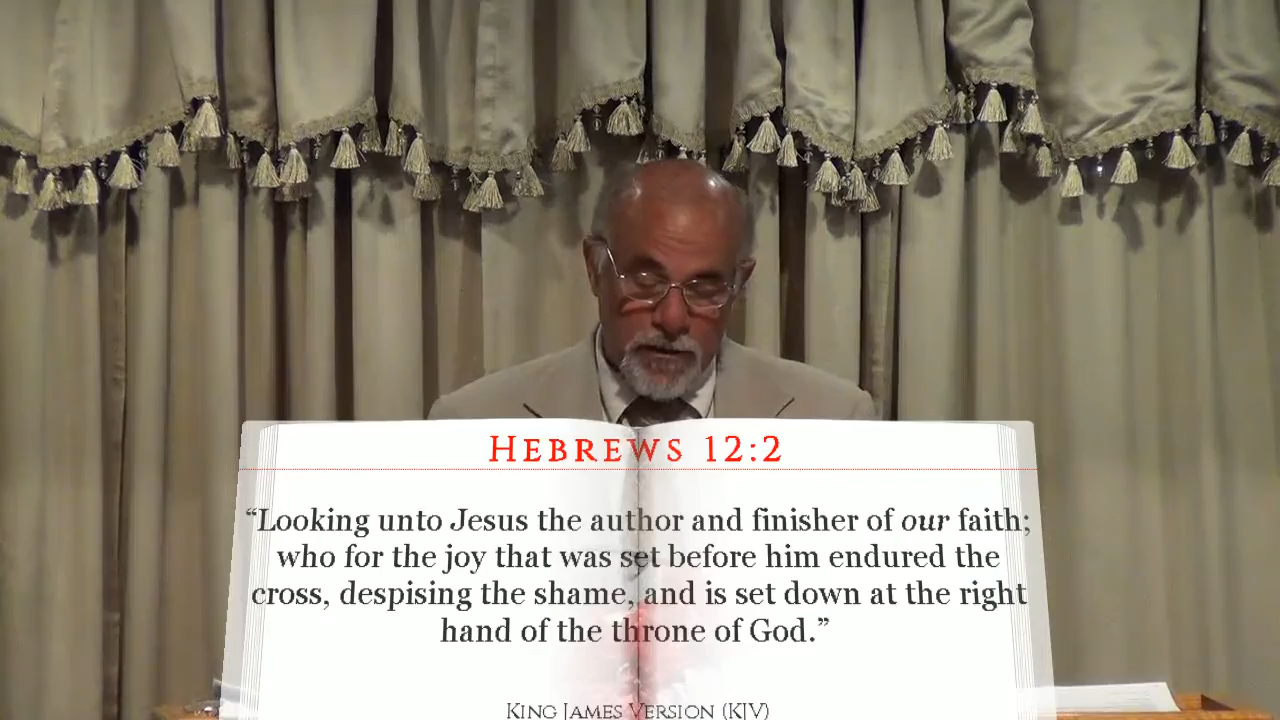 Hebrews 12:2
“Looking unto Jesus the author and finisher of our faith;
who for the joy that was set before him endured the
cross, despising the shame, and is set down at the right
hand of the throne of God.”
King James Version (KJV)